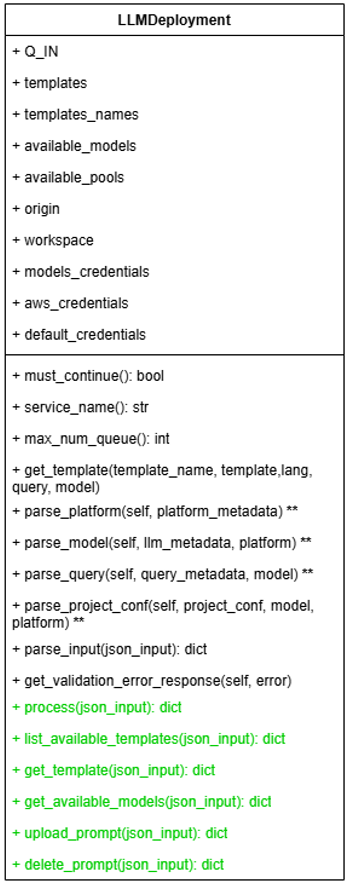 LLMDeployment
+ Q_IN
+ templates
+ templates_names
+ available_models
+ available_pools
+ origin
+ workspace
+ models_credentials
+ aws_credentials
+ default_credentials
+ must_continue(): bool
+ service_name(): str
+ max_num_queue(): int
+ get_template(template_name, template,lang,
query, model)
+ parse_platform(self, platform_metadata) **
+ parse_model(self, llm_metadata, platform) **
+ parse_query(self, query_metadata, model) **
+ parse_project_conf(self, project_conf, model,
platform) **
+ parse_input(json_input): dict
+ get_validation_error_response(self, error)
+ process(json_input): dict
+ list_available_templates(json_input): dict
+ get_template(json_input): dict
+ get_available_models(json_input): dict
+ upload_prompt(json_input): dict
+ delete_prompt(json_input): dict